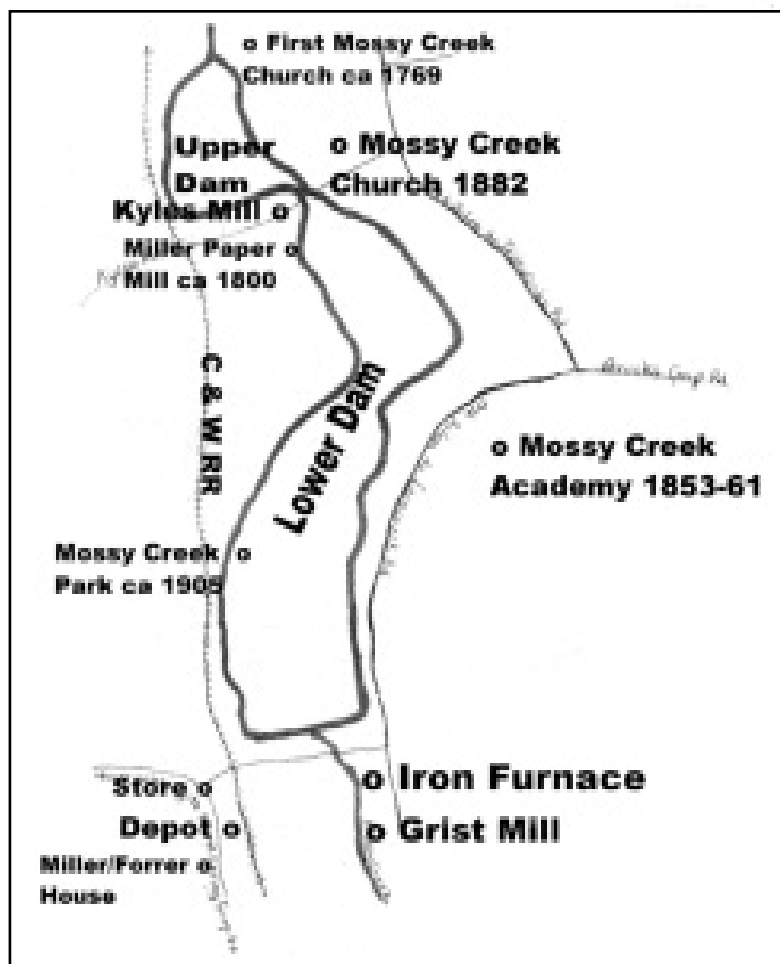 o First Mossy Creek
Church ca 1769
Upper
Dam
o Mossy Creek
Church 1882
Kyles Mill o
Miller Paper o
Mill ca 1800
C & W RR
Lower Dam
o Mossy Creek
Academy 1853-61
Mossy Creek o
Park ca 1905
Store o
o Iron Furnace
Depot o
o Grist Mill
Miller/Forrer o
House